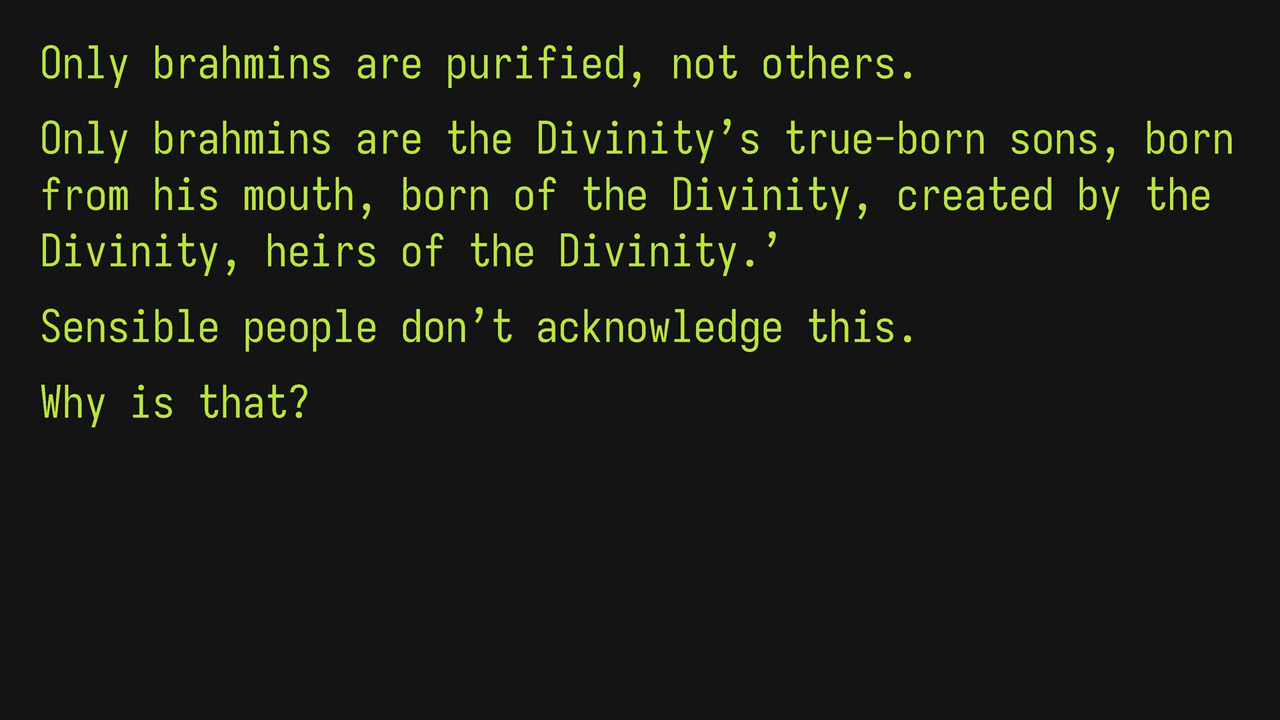 Only brahmins are purified, not others.
Only brahmins are the Divinity’s true-born sons, born
from his mouth, born of the Divinity, created by the
Divinity, heirs of the Divinity.’
Sensible people don’t acknowledge this.
Why is that?